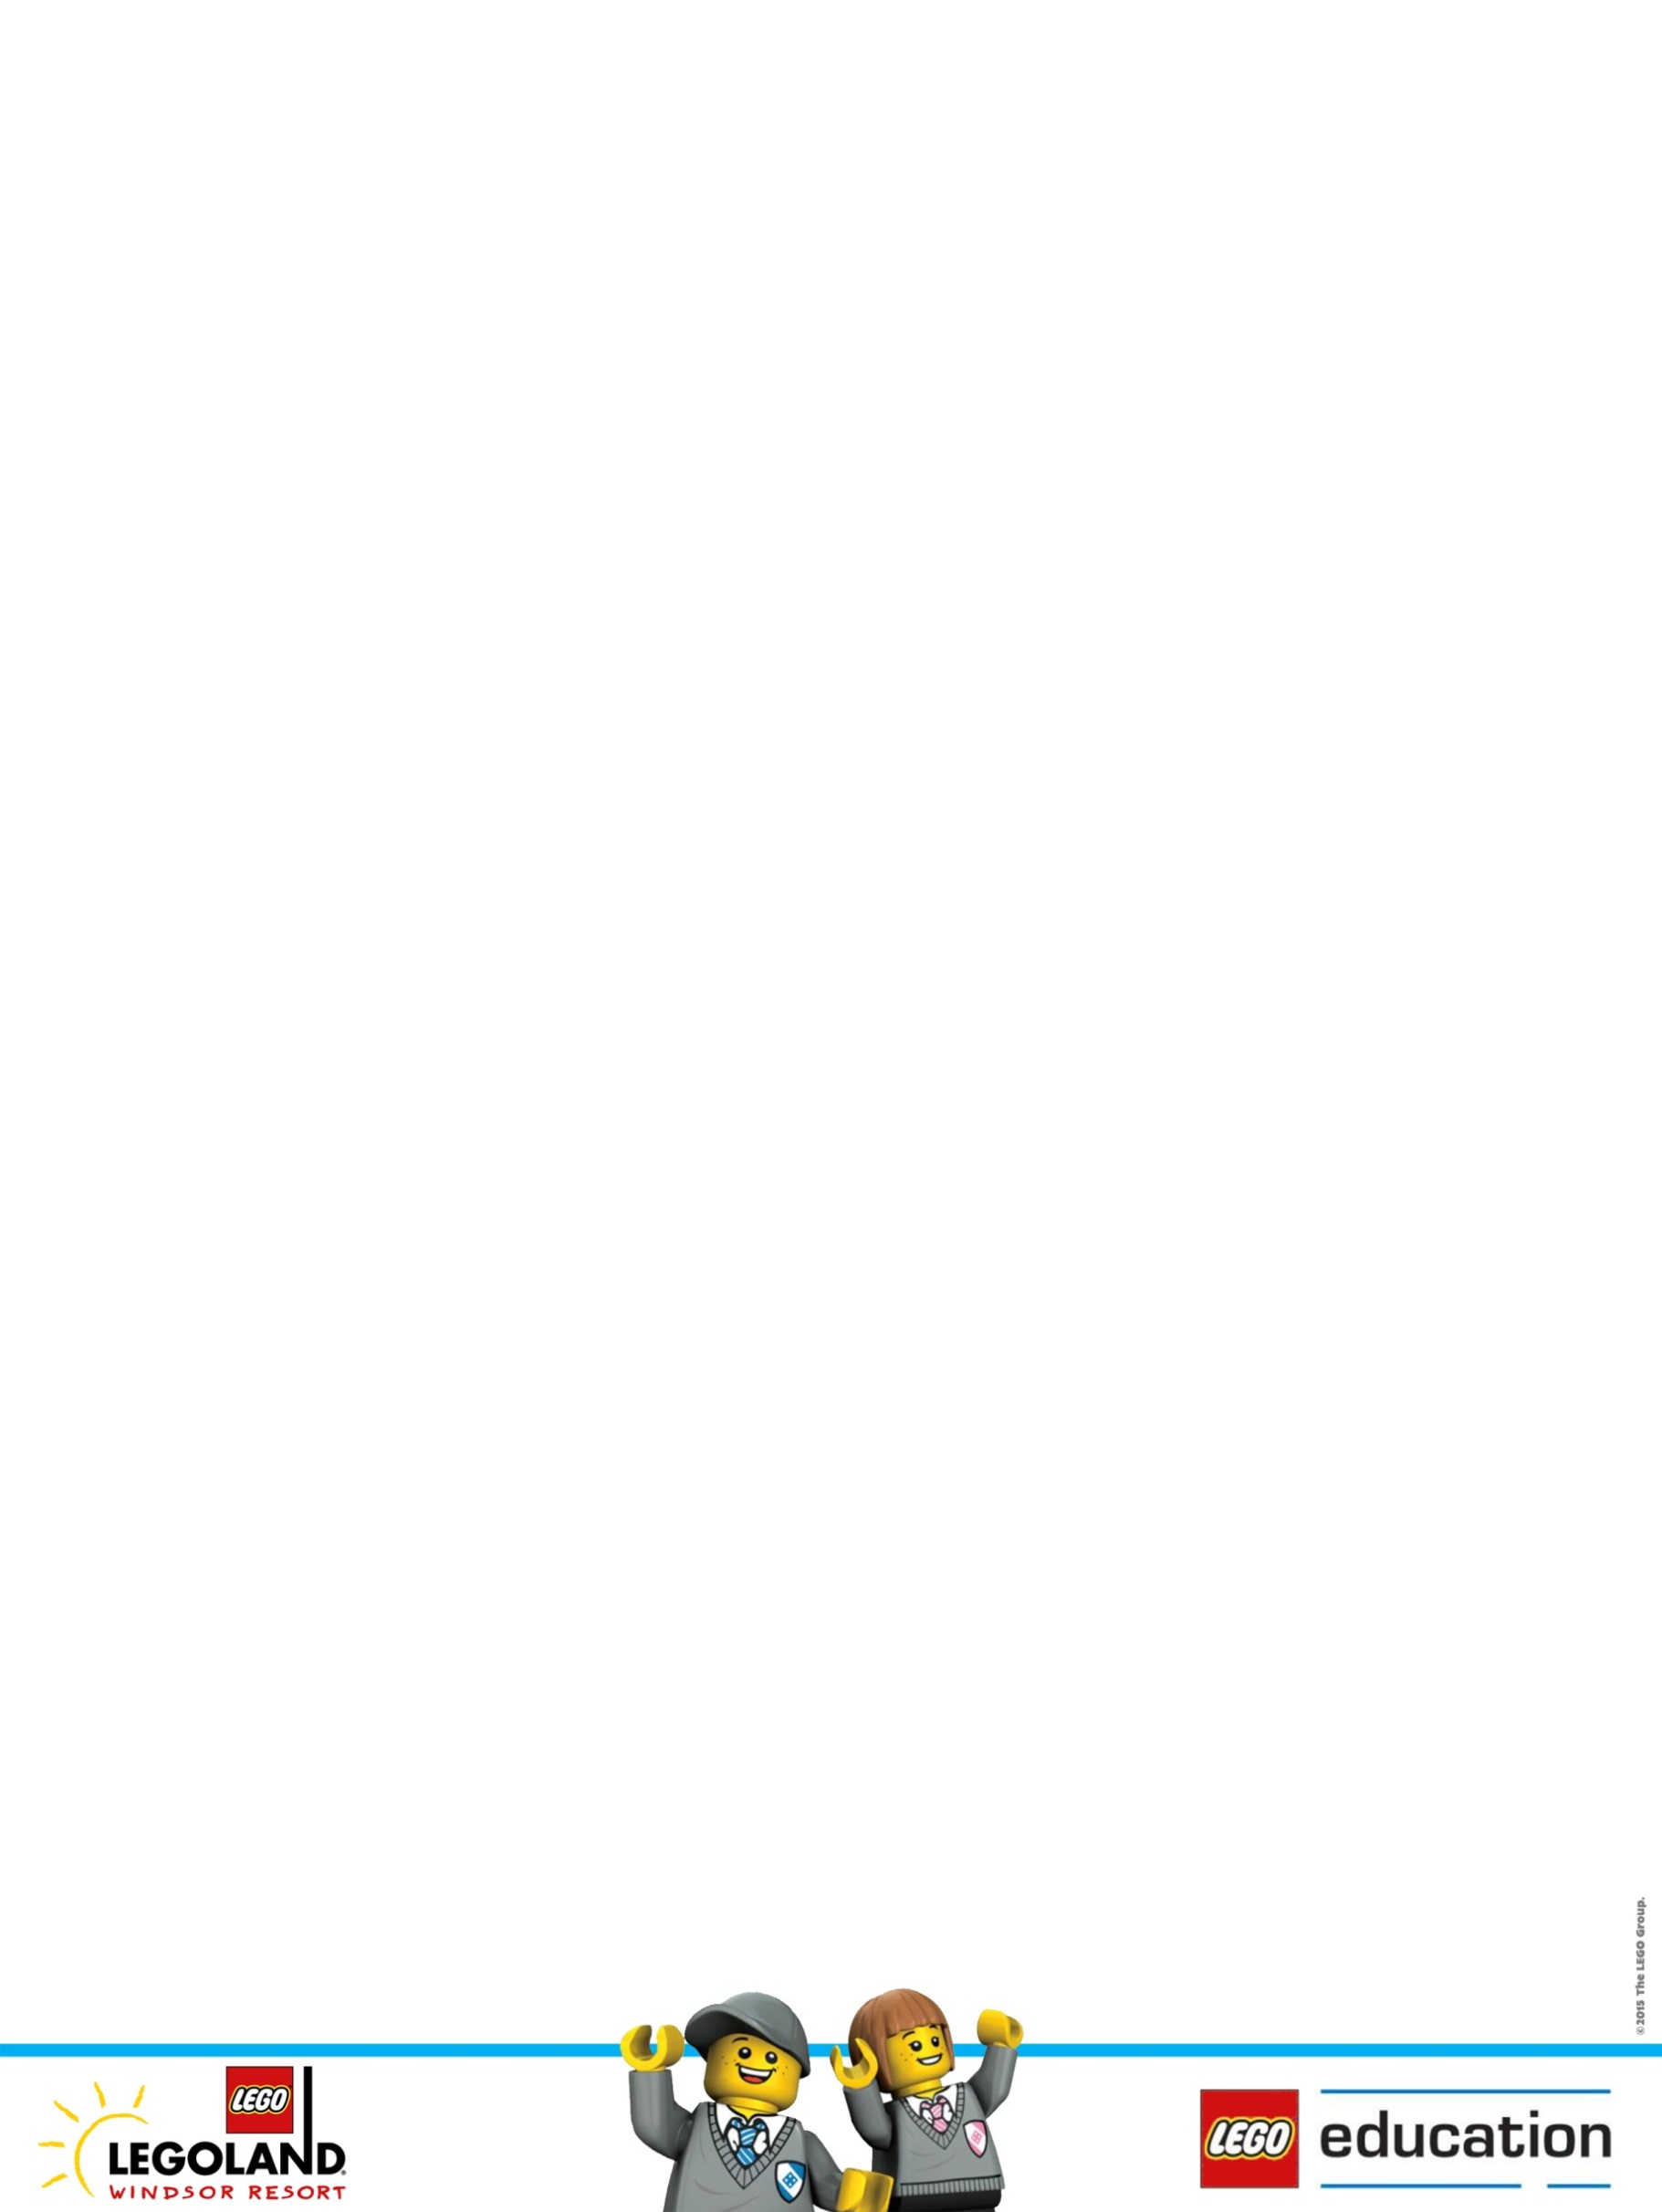 ©2015 The LEGO Group.
LEGO
LEGOLAND®
WINDSOR RESORT
LEGO education